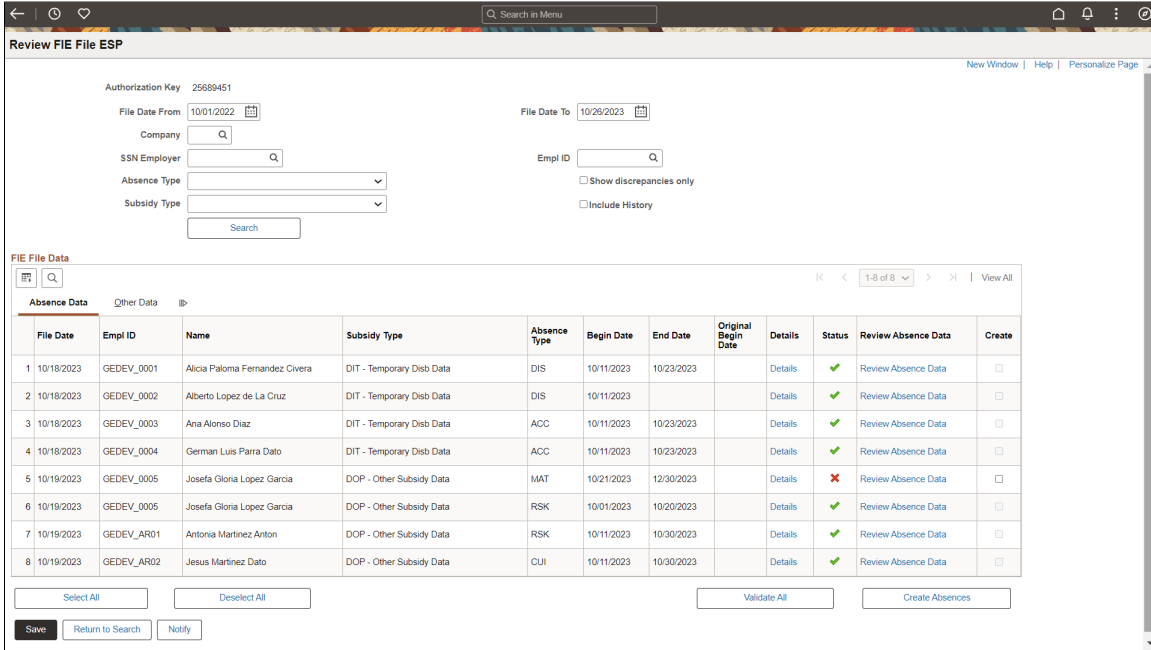 Search in Menu
Review FIE File ESP
New Window | Help | Personalize Page
Authorization Key 25689451
File Date From 10/01/2022 File Date To 10/26/2023
Company
SSN Employer Empl ID
Absence Type Show discrepancies only
Subsidy Type Include History
Search
FIE File Data
1-8 of 8 | View All
Absence Data Other Data
File Date Empl ID Name Subsidy Type Absence Type Begin Date End Date Original Begin Date Details Status Review Absence Data Create
1 10/18/2023 GEDEV_0001 Alicia Paloma Fernandez Civera DIT - Temporary Disb Data DIS 10/11/2023 10/23/2023 Details Review Absence Data
2 10/18/2023 GEDEV_0002 Alberto Lopez de La Cruz DIT - Temporary Disb Data DIS 10/11/2023 Details Review Absence Data
3 10/18/2023 GEDEV_0003 Ana Alonso Diaz DIT - Temporary Disb Data ACC 10/11/2023 10/23/2023 Details Review Absence Data
4 10/18/2023 GEDEV_0004 German Luis Parra Dato DIT - Temporary Disb Data ACC 10/11/2023 10/23/2023 Details Review Absence Data
5 10/19/2023 GEDEV_0005 Josefa Gloria Lopez Garcia DOP - Other Subsidy Data MAT 10/21/2023 12/30/2023 Details Review Absence Data
6 10/19/2023 GEDEV_0005 Josefa Gloria Lopez Garcia DOP - Other Subsidy Data RSK 10/01/2023 10/20/2023 Details Review Absence Data
7 10/19/2023 GEDEV_AR01 Antonia Martinez Anton DOP - Other Subsidy Data RSK 10/11/2023 10/30/2023 Details Review Absence Data
8 10/19/2023 GEDEV_AR02 Jesus Martinez Dato DOP - Other Subsidy Data CUI 10/11/2023 10/30/2023 Details Review Absence Data
Select All Deselect All Validate All Create Absences
Save Return to Search Notify